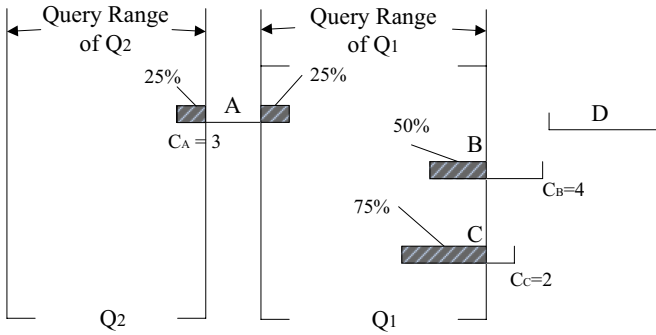 Query Range of Q2
Query Range of Q1
25%
A
25%
CA = 3
50%
B
D
CB=4
75%
C
CC=2
Q2
Q1